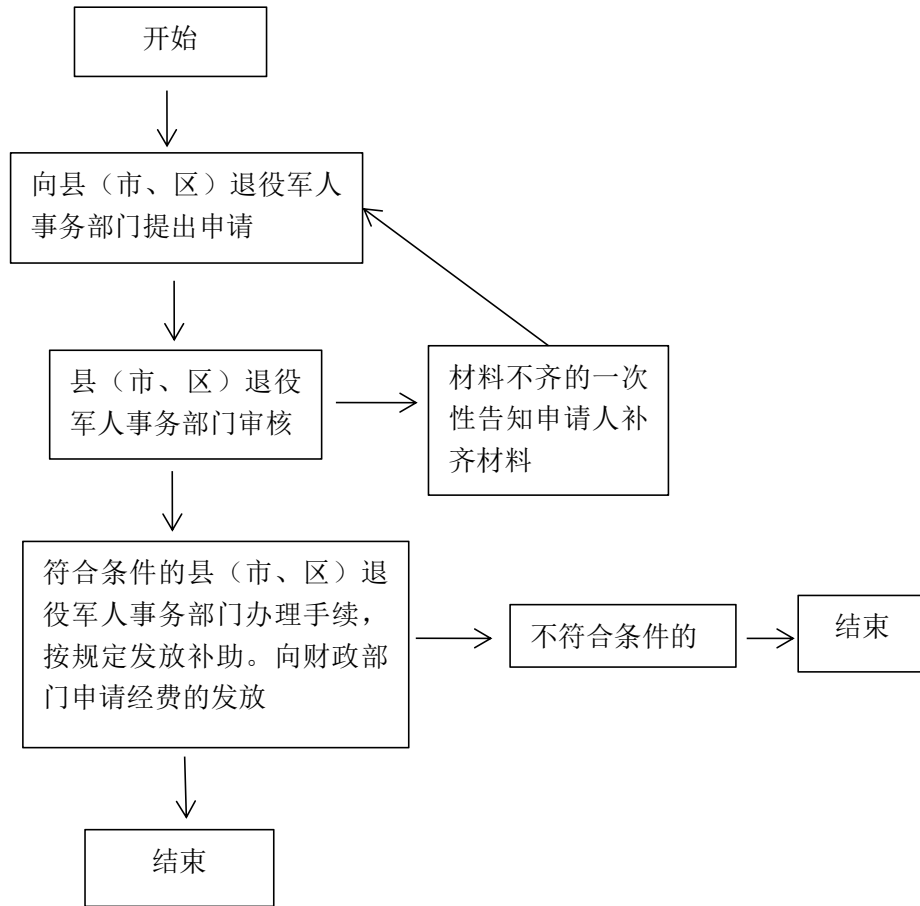 开始
向县（市、区）退役军人
事务部门提出申请
县（市、区）退役
军人事务部门审核
材料不齐的一次
性告知申请人补
齐材料
符合条件的县（市、区）退
役军人事务部门办理手续，
按规定发放补助。向财政部
门申请经费的发放
不符合条件的
结束
结束